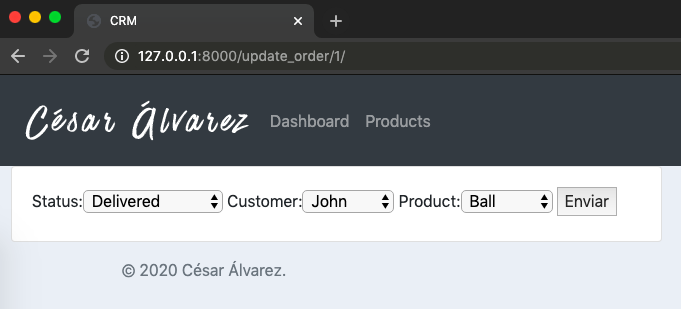 CRM
127.0.0.1:8000/update_order/1/
César Álvarez Dashboard Products
Status: Delivered Customer: John Product: Ball Enviar
© 2020 César Álvarez.